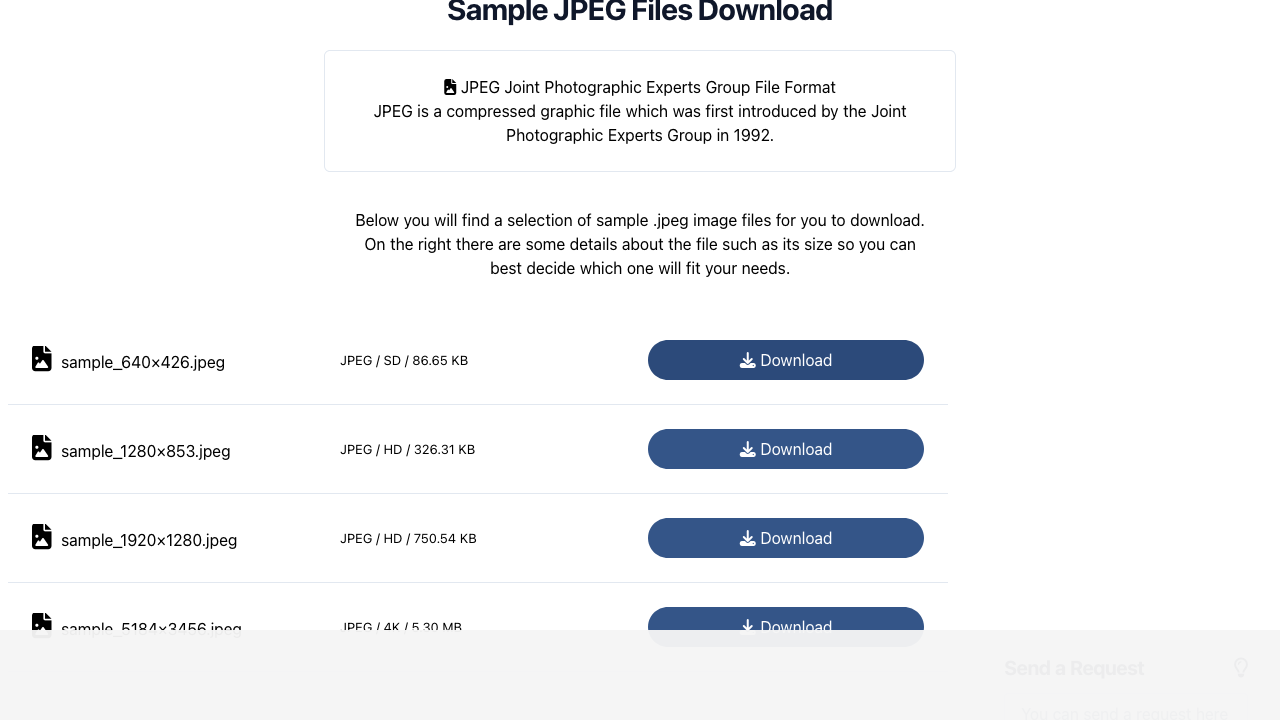 Sample JPEG Files Download
JPEG Joint Photographic Experts Group File Format
JPEG is a compressed graphic file which was first introduced by the Joint
Photographic Experts Group in 1992.
Below you will find a selection of sample .jpeg image files for you to download.
On the right there are some details about the file such as its size so you can
best decide which one will fit your needs.
sample_640×426.jpeg JPEG / SD / 86.65 KB Download
sample_1280×853.jpeg JPEG / HD / 326.31 KB Download
sample_1920×1280.jpeg JPEG / HD / 750.54 KB Download
sample_5184×3456.jpeg JPEG / 4K / 5.30 MB Download
Send a Request
You can send a request here